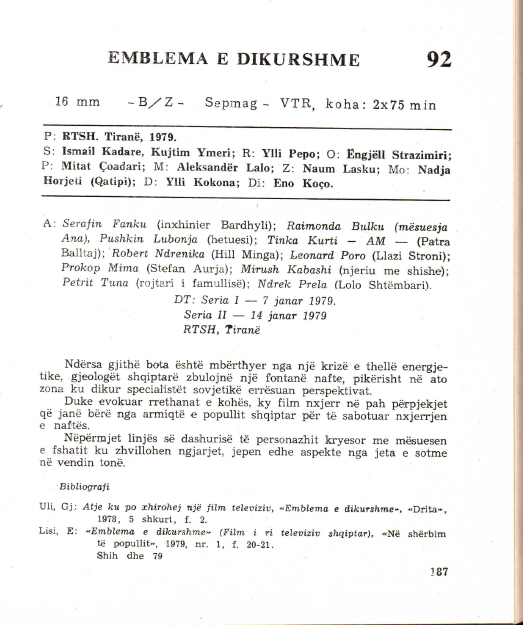 EMBLEMA E DIKURSHME 92
16 mm - B/Z - Sepmag - VTR, koha: 2x75 min
P: RTSH. Tiranë, 1979.
S: Ismail Kadare, Kujtim Ymeri; R: Ylli Pepo; O: Ëngjëll Strazimiri;
P: Mitat Çoadari; M: Aleksandër Lalo; Z: Naum Lasku; Mo: Nadja
Horjeti (Qatipi); D: Ylli Kokona; Di: Eno Koço.
A: Serafin Fanku (inxhinier Bardhyli); Raimonda Bulku (mësuesja
Ana), Pushkin Lubonja (hetuesi); Tinka Kurti — AM — (Patra
Balltaj); Robert Ndrenika (Hill Minga); Leonard Poro (Llazi Stroni);
Prokop Mima (Stefan Aurja); Mirush Kabashi (njeriu me shishe);
Petrit Tuna (rojtari i famullisë); Ndrek Prela (Lolo Shtëmbari).
DT: Seria I — 7 janar 1979.
Seria II — 14 janar 1979
RTSH, Tiranë
Ndërsa gjithë bota është mbërthyer nga një krizë e thellë energje-
tike, gjeologët shqiptarë zbulojnë një fontanë nafte, pikërisht në ato
zona ku dikur specialistët sovjetikë errësuan perspektivat.
Duke evokuar rrethanat e kohës, ky film nxjerr në pah përpjekjet
që janë bërë nga armiqtë e popullit shqiptar për të sabotuar nxjerrjen
e naftës.
Nëpërmjet linjës së dashurisë të personazhit kryesor me mësuesen
e fshatit ku zhvillohen ngjarjet, jepen edhe aspekte nga jeta e sotme
në vendin tonë.
Bibliografi
Uli, Gj: Atje ku po xhirohej një film televiziv, «Emblema e dikurshme», «Drita»,
1978, 5 shkurt, f. 2.
Lisi, E: «Emblema e dikurshme» (Film i ri televiziv shqiptar), «Në shërbim
të popullit», 1979, nr. 1, f. 20-21.
Shih dhe 79
187